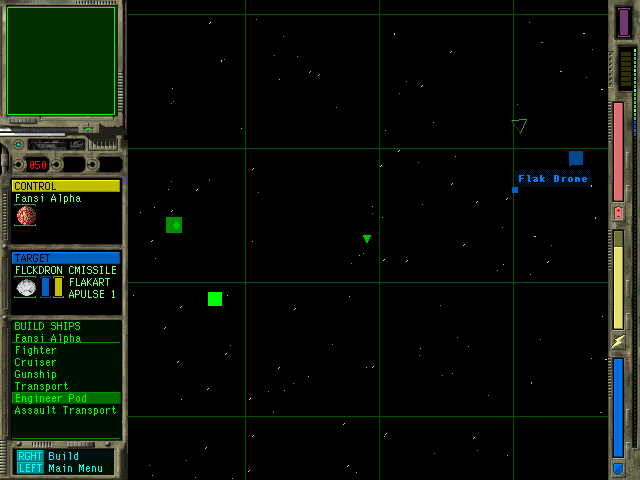 050
CONTROL
Fansi Alpha
TARGET
FLCKDRON CMISSILE
FLAKART
APULSE 1
BUILD SHIPS
Fansi Alpha
Fighter
Cruiser
Gunship
Transport
Engineer Pod
Assault Transport
RGHT Build
LEFT Main Menu
Flak Drone